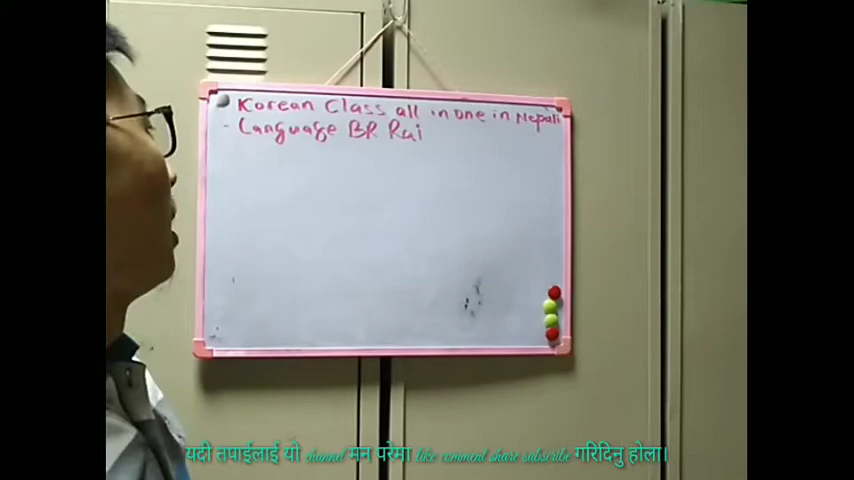 Korean Class all in one in Nepali
- Language BR Rai
यदी तपाईलाई यो channel मन परेमा like comment share subscribe गरिदिनु होला।